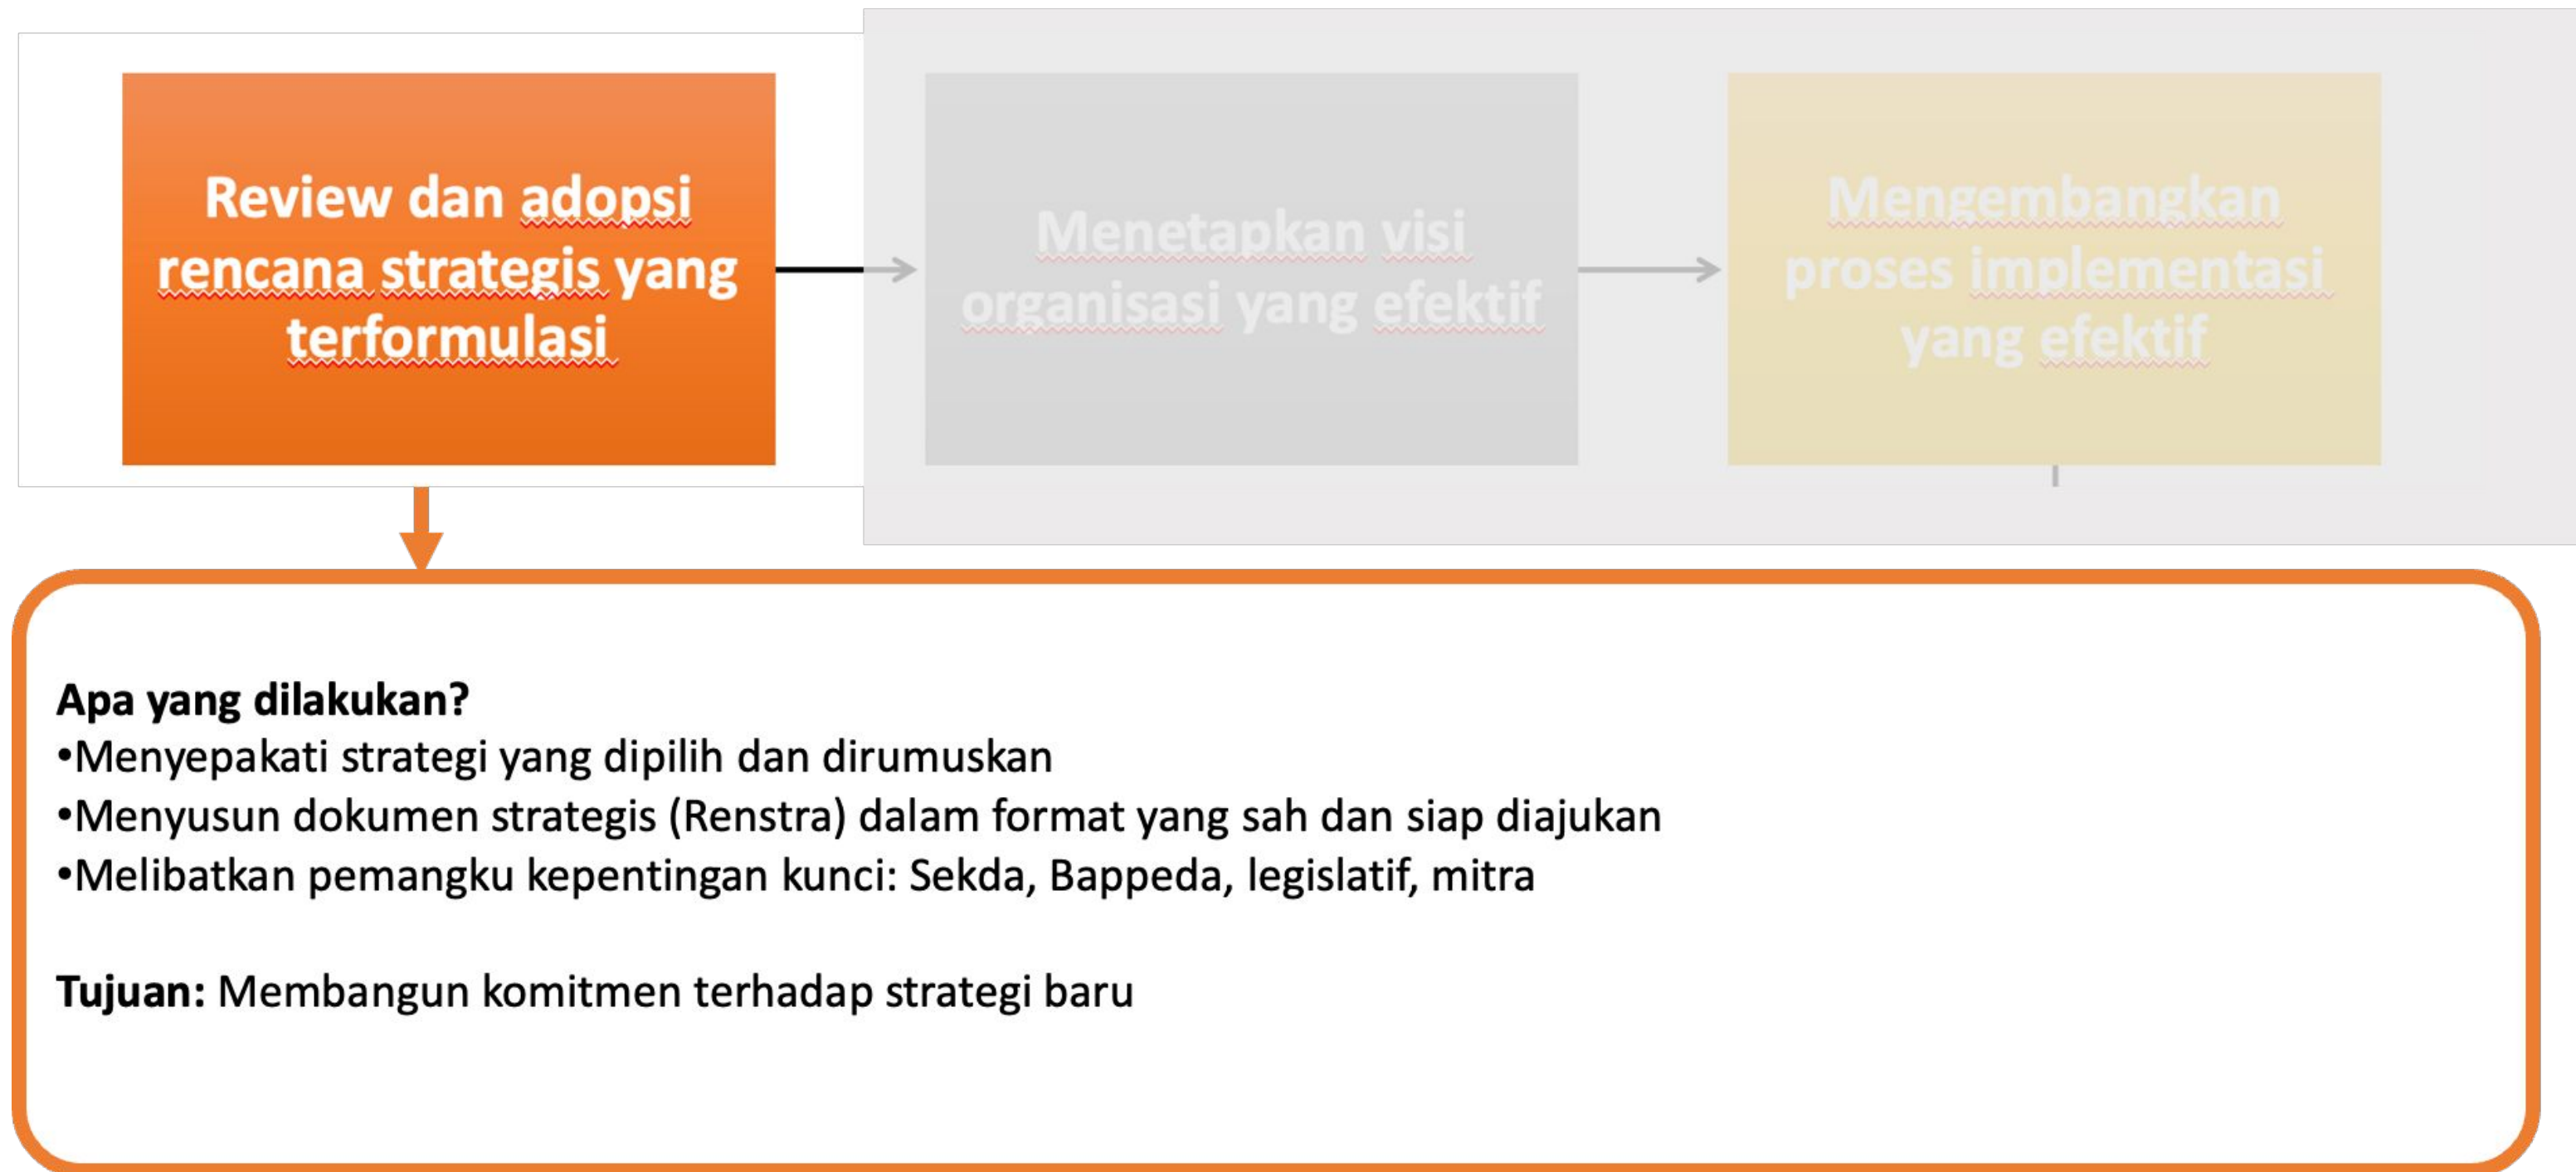 Review dan adopsi
rencana strategis yang
terformulasi
Menetapkan visi
organisasi yang efektif
Mengembangkan
proses implementasi
yang efektif
Apa yang dilakukan?
•Menyepakati strategi yang dipilih dan dirumuskan
•Menyusun dokumen strategis (Renstra) dalam format yang sah dan siap diajukan
•Melibatkan pemangku kepentingan kunci: Sekda, Bappeda, legislatif, mitra
Tujuan: Membangun komitmen terhadap strategi baru